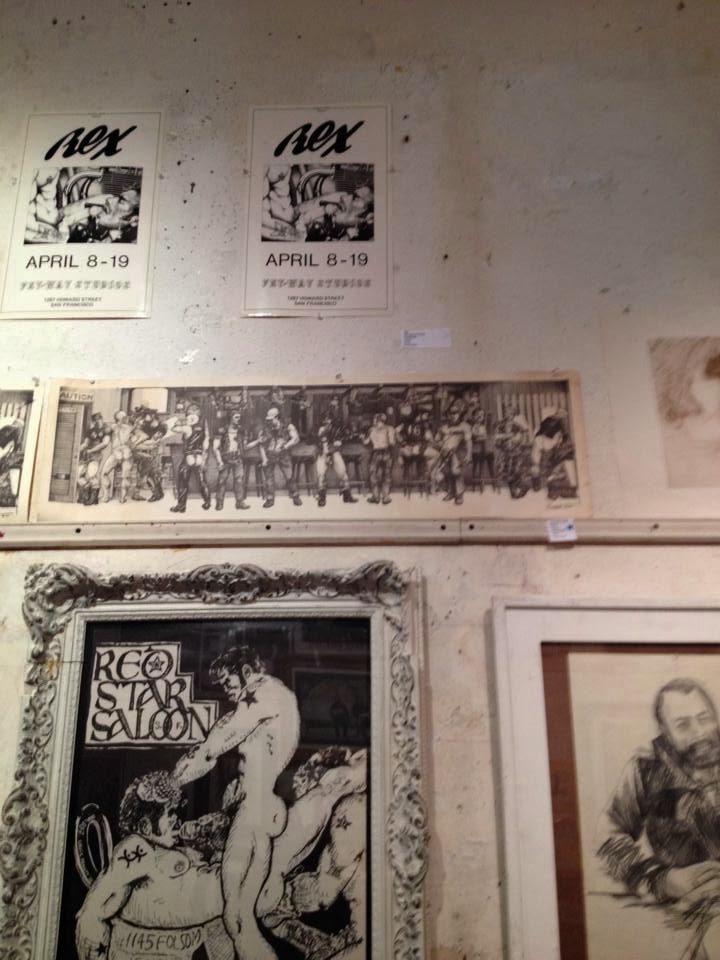 Rex
APRIL 8-19
FEY-WAY STUDIOS
1287 HOWARD STREET
SAN FRANCISCO
Rex
APRIL 8-19
FEY-WAY STUDIOS
1287 HOWARD STREET
SAN FRANCISCO
AUTION
RED
STAR
SALOON
1145 FOLSOM